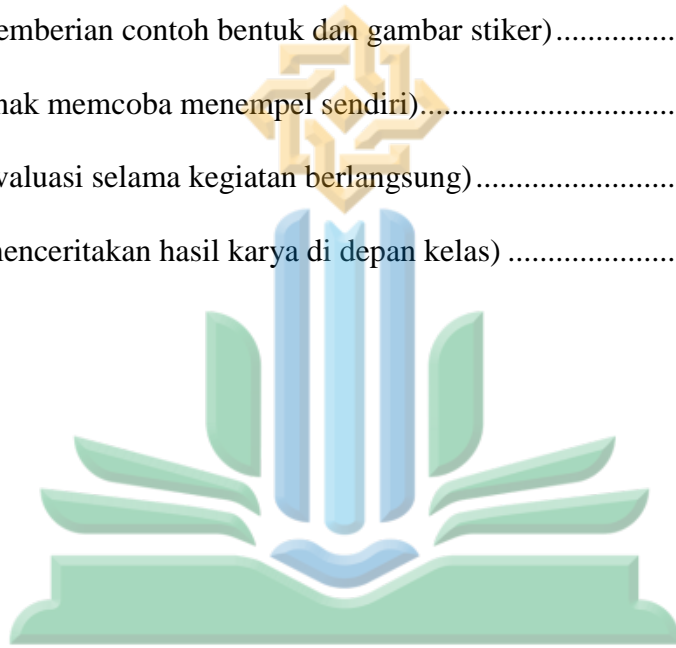 emberian contoh bentuk dan gambar stiker)................
nak memcoba menempel sendiri)..................................
valuasi selama kegiatan berlangsung)..........................
nenceritakan hasil karya di depan kelas) .....................